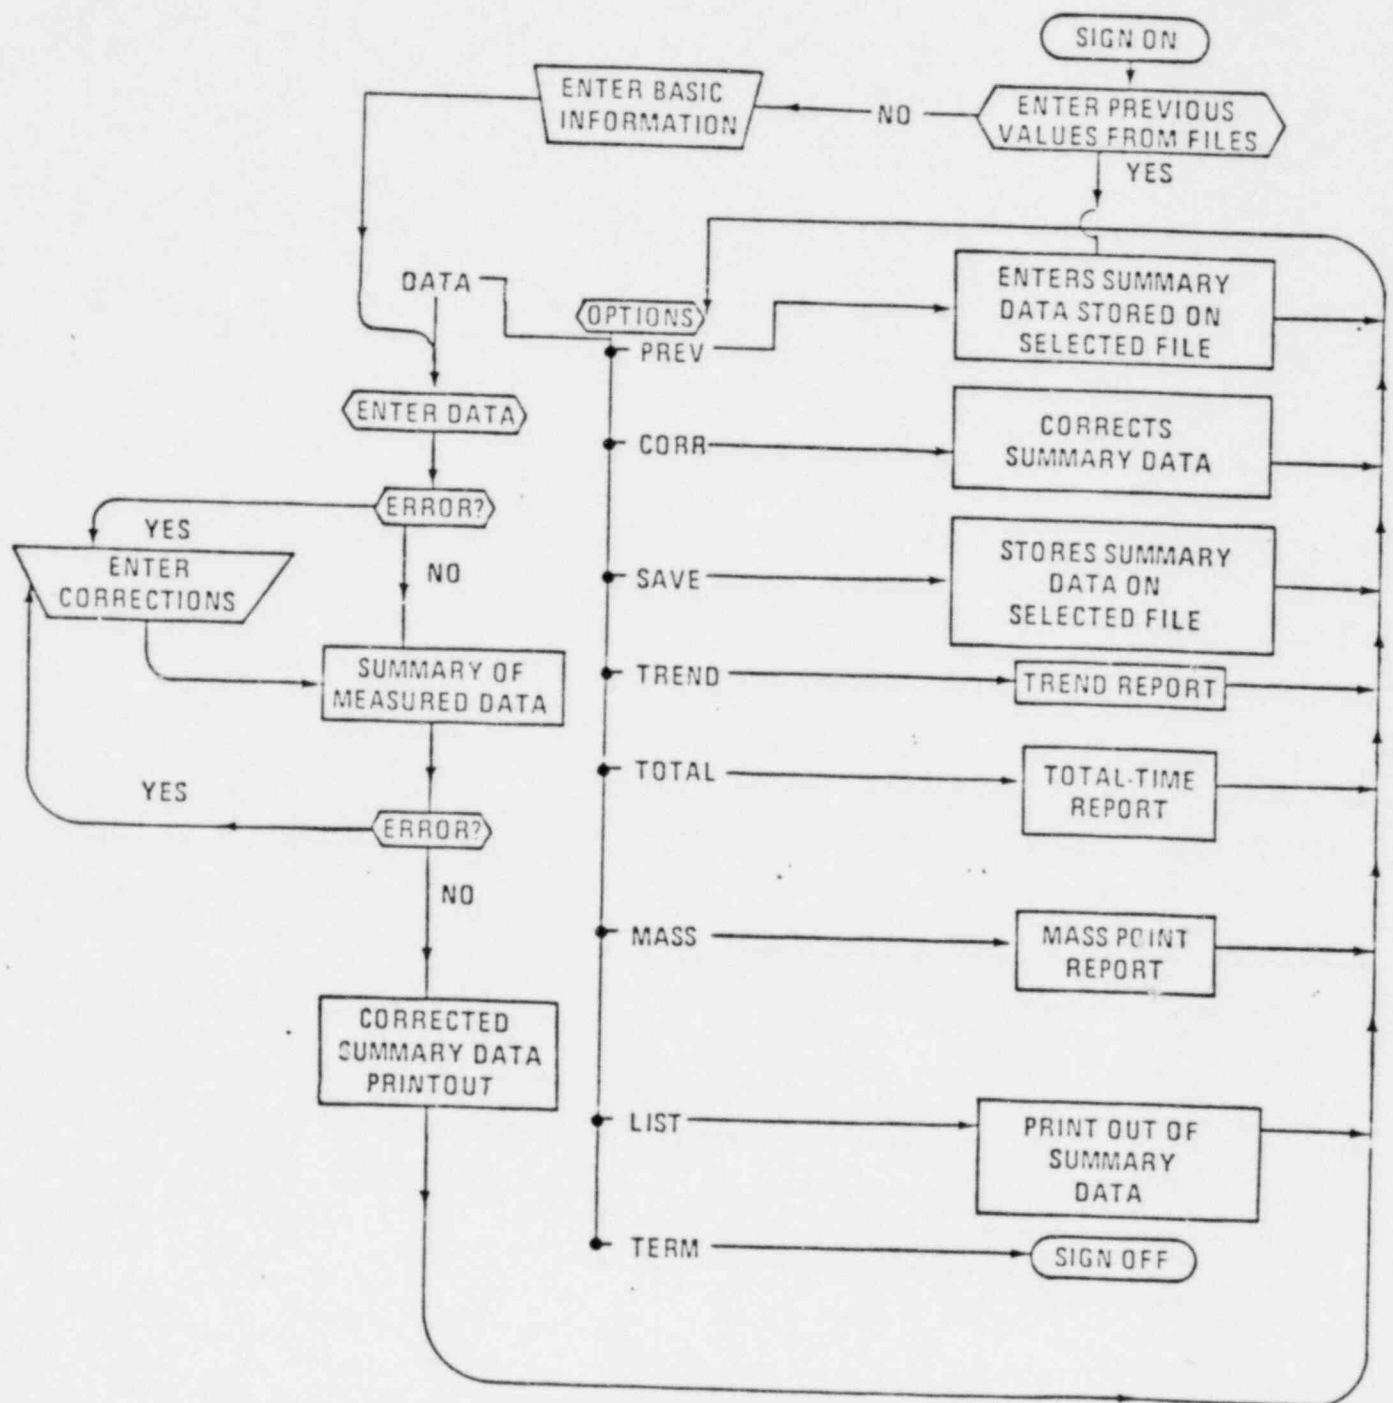 SIGN ON
ENTER PREVIOUS
VALUES FROM FILES
NO
ENTER BASIC
INFORMATION
YES
DATA
OPTIONS
PREV
ENTERS SUMMARY
DATA STORED ON
SELECTED FILE
ENTER DATA
CORR
CORRECTS
SUMMARY DATA
ERROR?
YES
NO
ENTER
CORRECTIONS
SAVE
STORES SUMMARY
DATA ON
SELECTED FILE
SUMMARY OF
MEASURED DATA
TREND
TREND REPORT
TOTAL
TOTAL-TIME
REPORT
YES
ERROR?
NO
MASS
MASS POINT
REPORT
CORRECTED
SUMMARY DATA
PRINTOUT
LIST
PRINT OUT OF
SUMMARY
DATA
TERM
SIGN OFF